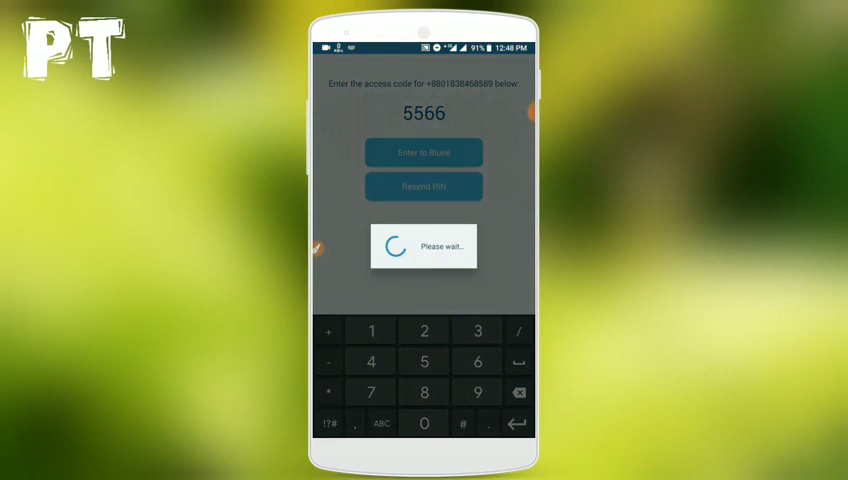 PT
91% 12:48 PM
Enter the access code for +8801838468589 below:
5566
Enter to Bluee
Resend PIN
Please wait...
+ 1 2 3 /
- 4 5 6
* 7 8 9
!?# , ABC 0 # .